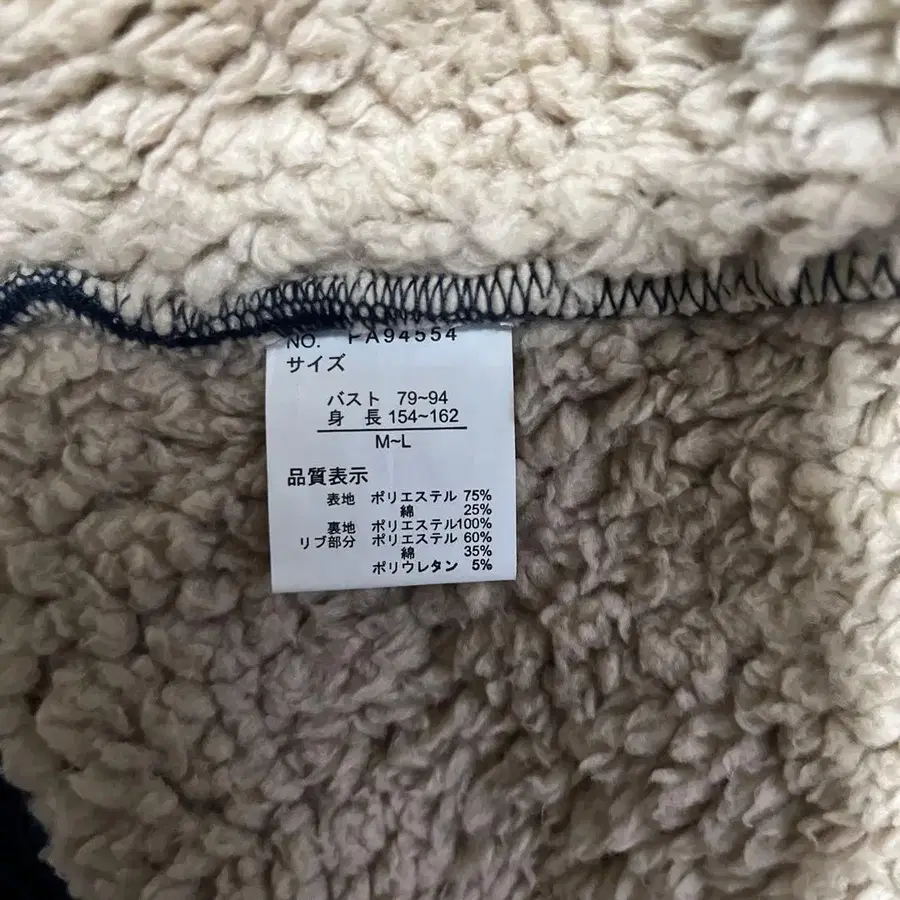 NO. FA94554
サイズ
バスト 79~94
身 長 154~162
M~L
品質表示
表地 ポリエステル 75%
綿 25%
裏地 ポリエステル100%
リブ部分 ポリエステル 60%
綿 35%
ポリウレタン 5%